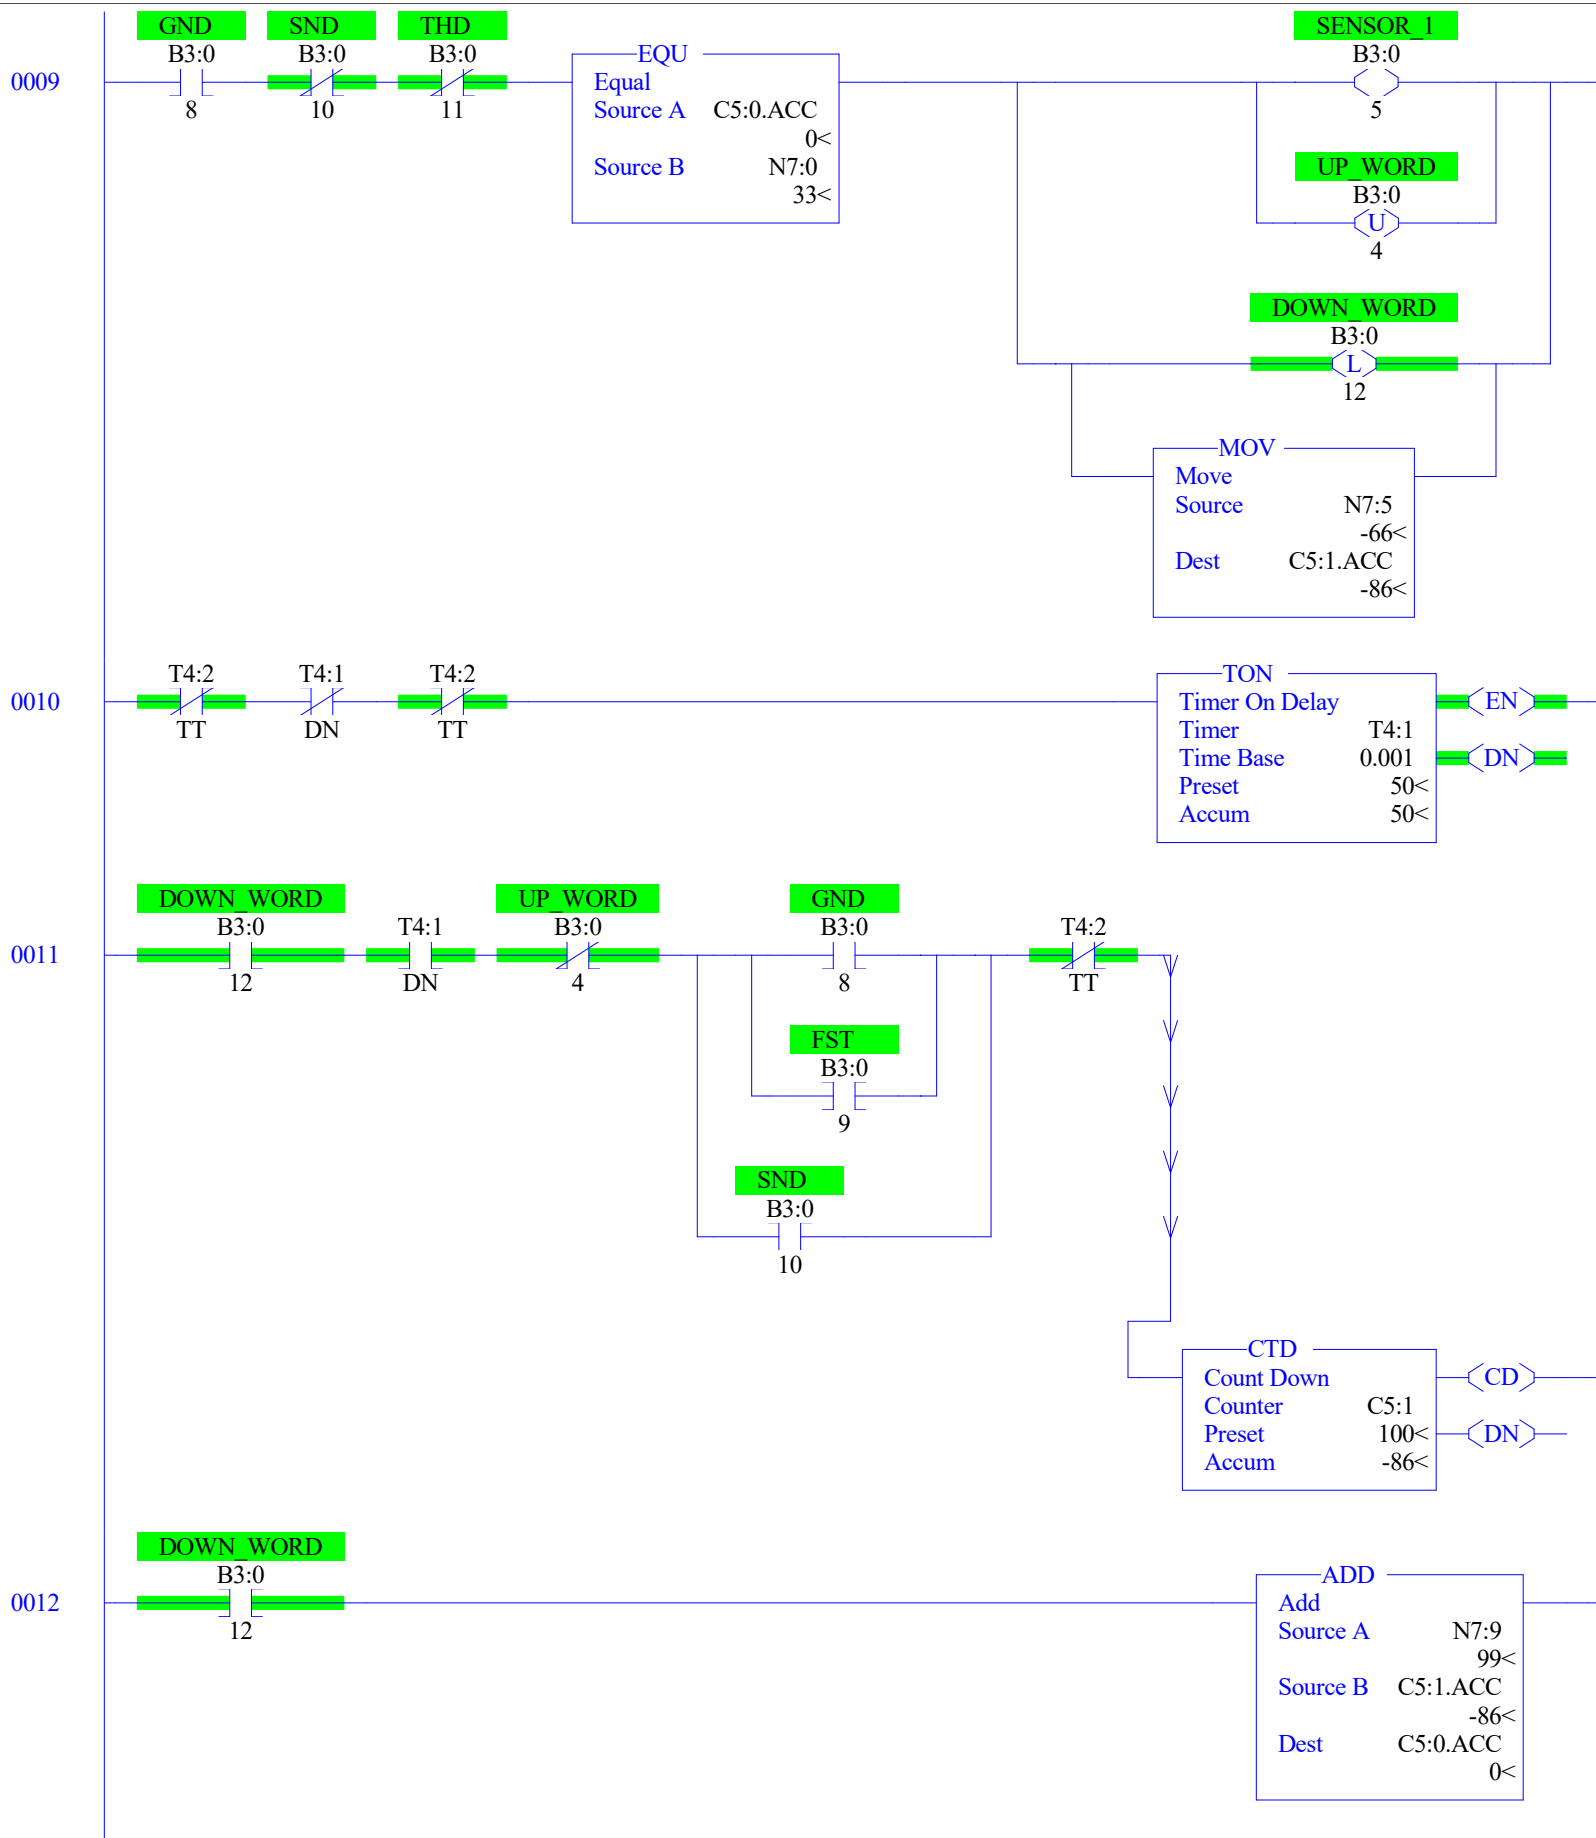 GND SND THD SENSOR_1
B3:0 B3:0 B3:0 EQU B3:0
0009 Equal
8 10 11 Source A C5:0.ACC 5
0<
Source B N7:0 UP_WORD
33< B3:0
U
4
DOWN_WORD
B3:0
L
12
MOV
Move
Source N7:5
-66<
Dest C5:1.ACC
-86<
T4:2 T4:1 T4:2 TON
0010 Timer On Delay EN
TT DN TT Timer T4:1
Time Base 0.001 DN
Preset 50<
Accum 50<
DOWN_WORD UP_WORD GND
B3:0 T4:1 B3:0 B3:0 T4:2
0011
12 DN 4 8 TT
FST
B3:0
9
SND
B3:0
10
CTD
Count Down CD
Counter C5:1
Preset 100< DN
Accum -86<
DOWN_WORD
B3:0 ADD
0012 Add
12 Source A N7:9
99<
Source B C5:1.ACC
-86<
Dest C5:0.ACC
0<